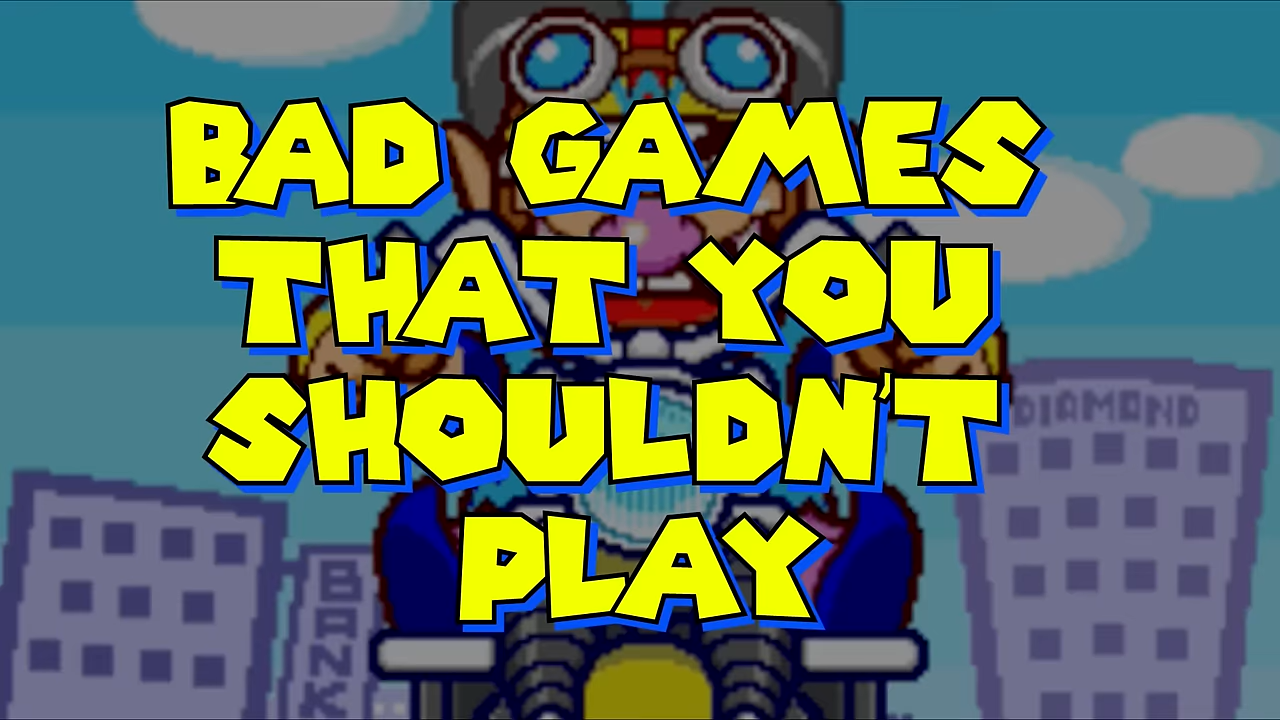 BAD GAMES
THAT YOU
SHOULDN'T
PLAY
DIAMOND
BANK